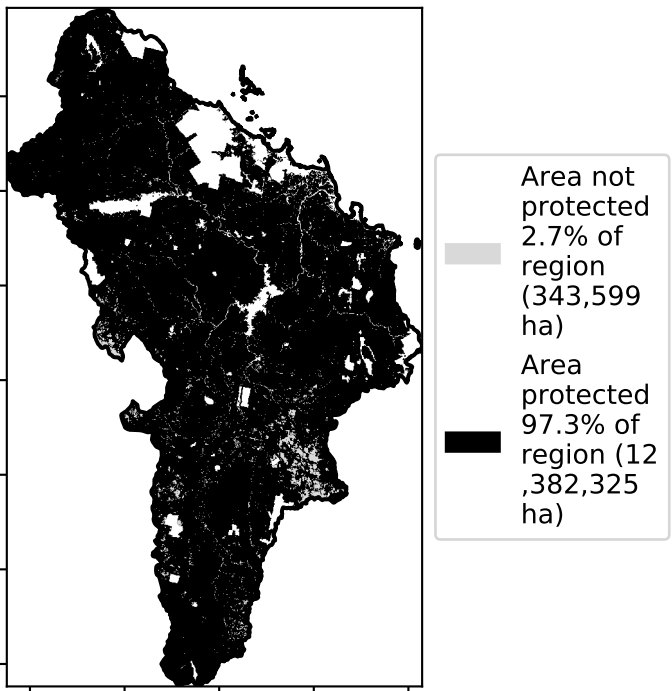 Area not
protected
2.7% of
region
(343,599
ha)
Area
protected
97.3% of
region (12
,382,325
ha)